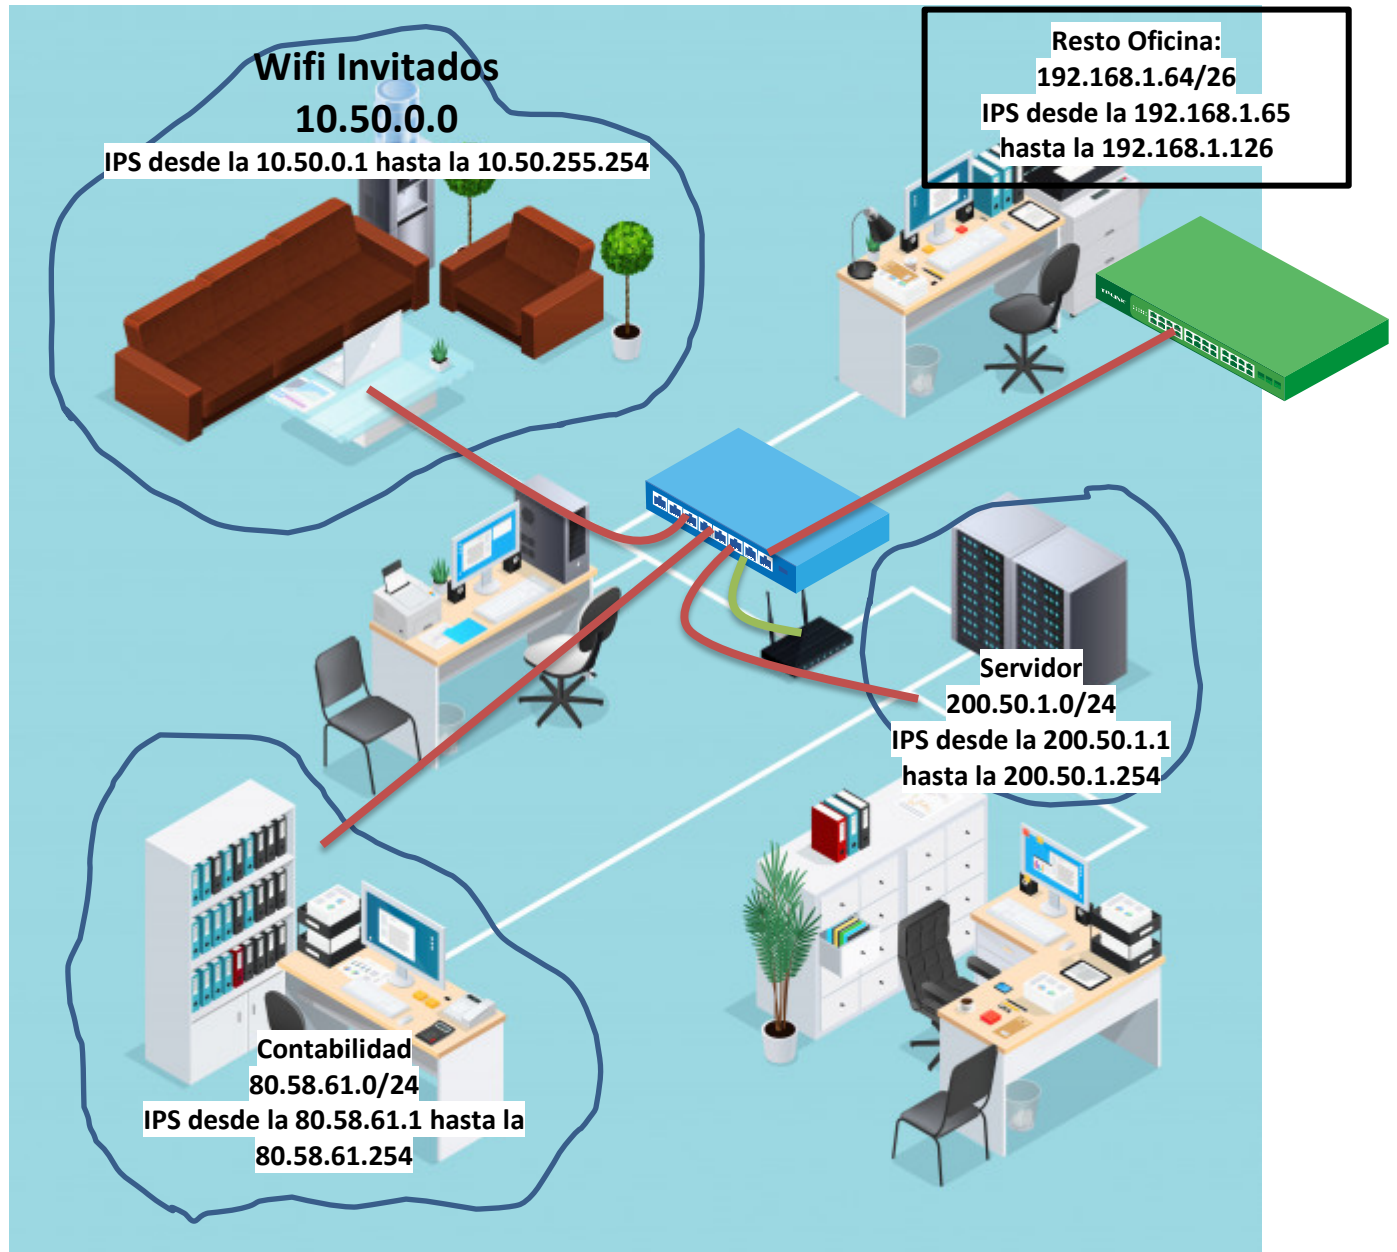 Wifi Invitados
10.50.0.0
IPS desde la 10.50.0.1 hasta la 10.50.255.254
Resto Oficina:
192.168.1.64/26
IPS desde la 192.168.1.65
hasta la 192.168.1.126
TP-LINK
Servidor
200.50.1.0/24
IPS desde la 200.50.1.1
hasta la 200.50.1.254
Contabilidad
80.58.61.0/24
IPS desde la 80.58.61.1 hasta la
80.58.61.254